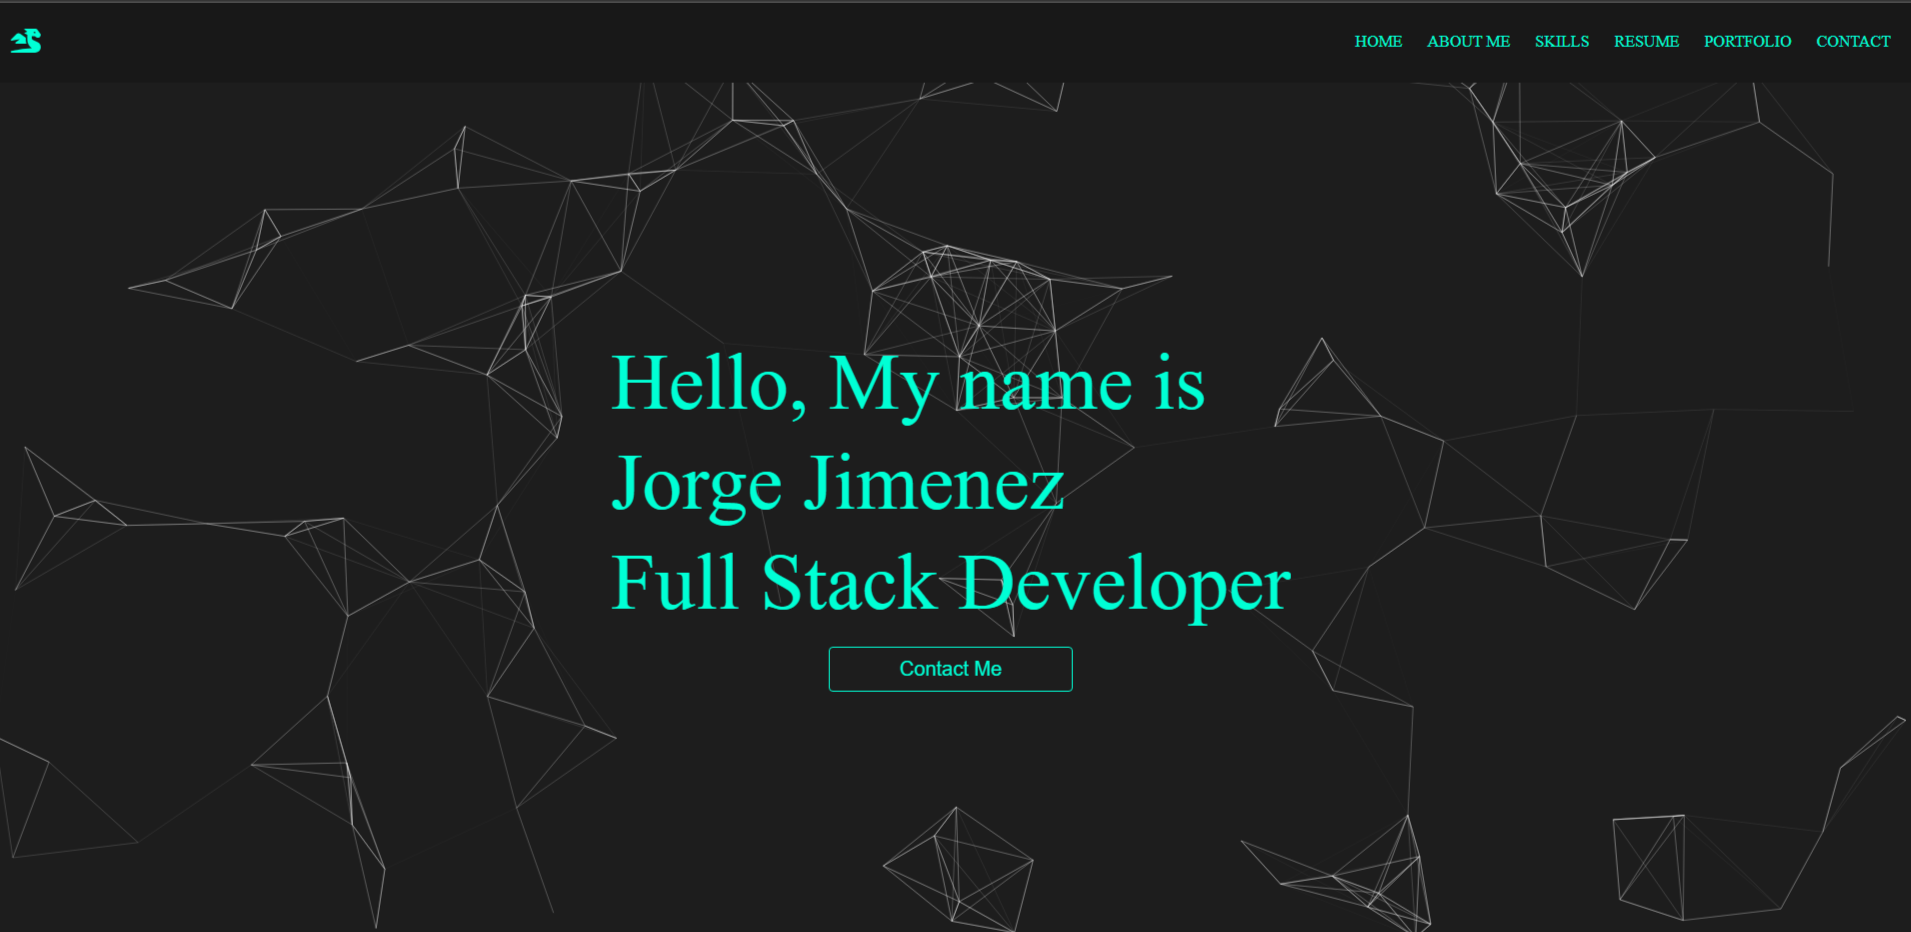 HOME ABOUT ME SKILLS RESUME PORTFOLIO CONTACT
Hello, My name is
Jorge Jimenez
Full Stack Developer
Contact Me